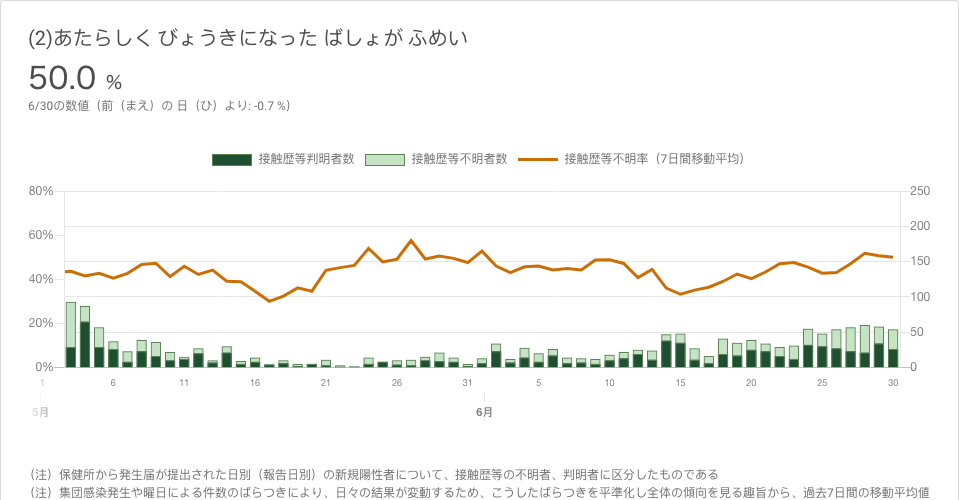 (2)あたらしく びょうきになった ばしょが ふめい
50.0 %
6/30の数値（前（まえ）の 日（ひ）より: -0.7 %）
接触歴等判明者数 接触歴等不明者数 接触歴等不明率（7日間移動平均）
80% 250
200
60%
150
40%
100
20%
50
0% 0
1 6 11 16 21 26 31 5 10 15 20 25 30
5月 6月
（注）保健所から発生届が提出された日別（報告日別）の新規陽性者について、接触歴等の不明者、判明者に区分したものである
（注）集団感染発生や曜日による件数のばらつきにより、日々の結果が変動するため、こうしたばらつきを平準化し全体の傾向を見る趣旨から、過去7日間の移動平均値